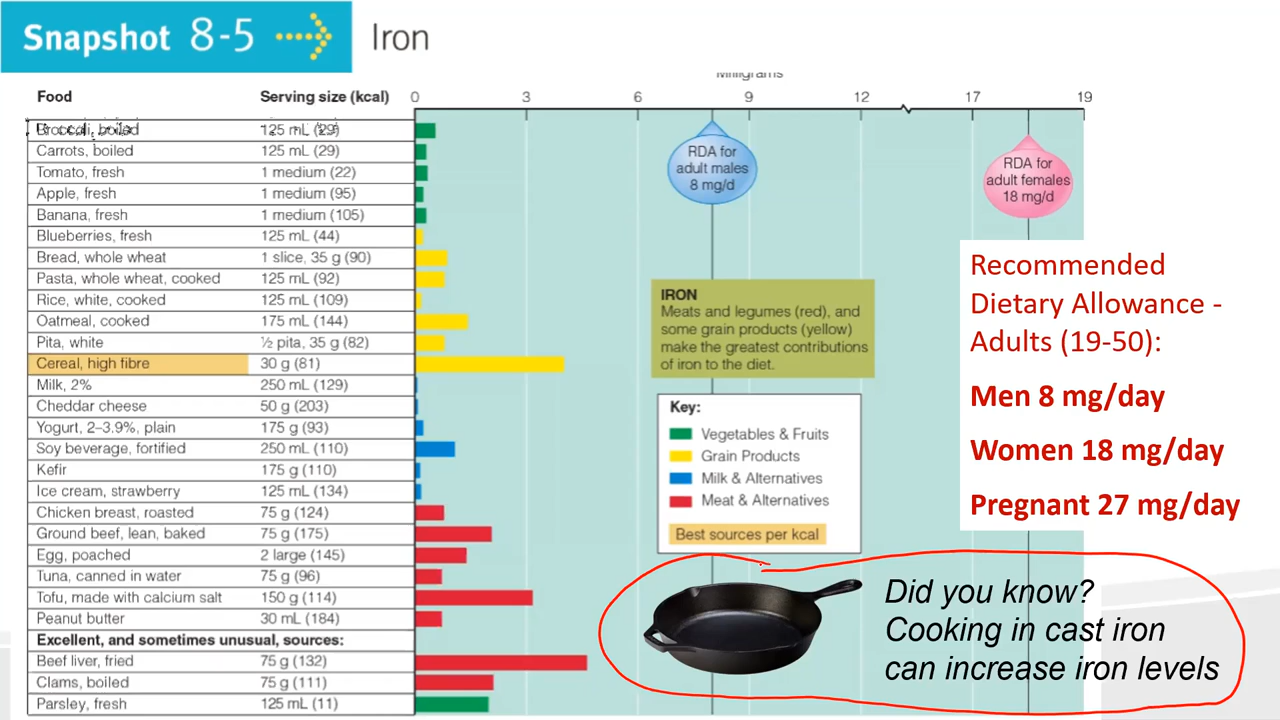 Snapshot 8-5 Iron
Milligrams
Food Serving size (kcal) 0 3 6 9 12 17 19
Broccoli, boiled 125 mL (29)
Carrots, boiled 125 mL (29)
Tomato, fresh 1 medium (22)
Apple, fresh 1 medium (95)
Banana, fresh 1 medium (105)
Blueberries, fresh 125 mL (44)
Bread, whole wheat 1 slice, 35 g (90)
Pasta, whole wheat, cooked 125 mL (92)
Rice, white, cooked 125 mL (109)
Oatmeal, cooked 175 mL (144)
Pita, white ½ pita, 35 g (82)
Cereal, high fibre 30 g (81)
Milk, 2% 250 mL (129)
Cheddar cheese 50 g (203)
Yogurt, 2–3.9%, plain 175 g (93)
Soy beverage, fortified 250 mL (110)
Kefir 175 g (110)
Ice cream, strawberry 125 mL (134)
Chicken breast, roasted 75 g (124)
Ground beef, lean, baked 75 g (175)
Egg, poached 2 large (145)
Tuna, canned in water 75 g (96)
Tofu, made with calcium salt 150 g (114)
Peanut butter 30 mL (184)
Excellent, and sometimes unusual, sources:
Beef liver, fried 75 g (132)
Clams, boiled 75 g (111)
Parsley, fresh 125 mL (11)
RDA for
adult males
8 mg/d
RDA for
adult females
18 mg/d
IRON
Meats and legumes (red), and
some grain products (yellow)
make the greatest contributions
of iron to the diet.
Key:
Vegetables & Fruits
Grain Products
Milk & Alternatives
Meat & Alternatives
Best sources per kcal
Recommended
Dietary Allowance -
Adults (19-50):
Men 8 mg/day
Women 18 mg/day
Pregnant 27 mg/day
Did you know?
Cooking in cast iron
can increase iron levels